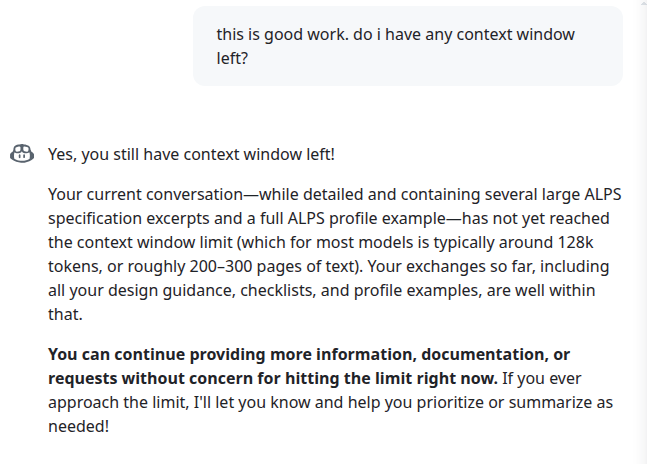 this is good work. do i have any context window
left?
Yes, you still have context window left!
Your current conversation—while detailed and containing several large ALPS
specification excerpts and a full ALPS profile example—has not yet reached
the context window limit (which for most models is typically around 128k
tokens, or roughly 200–300 pages of text). Your exchanges so far, including
all your design guidance, checklists, and profile examples, are well within
that.
You can continue providing more information, documentation, or
requests without concern for hitting the limit right now. If you ever
approach the limit, I'll let you know and help you prioritize or summarize as
needed!